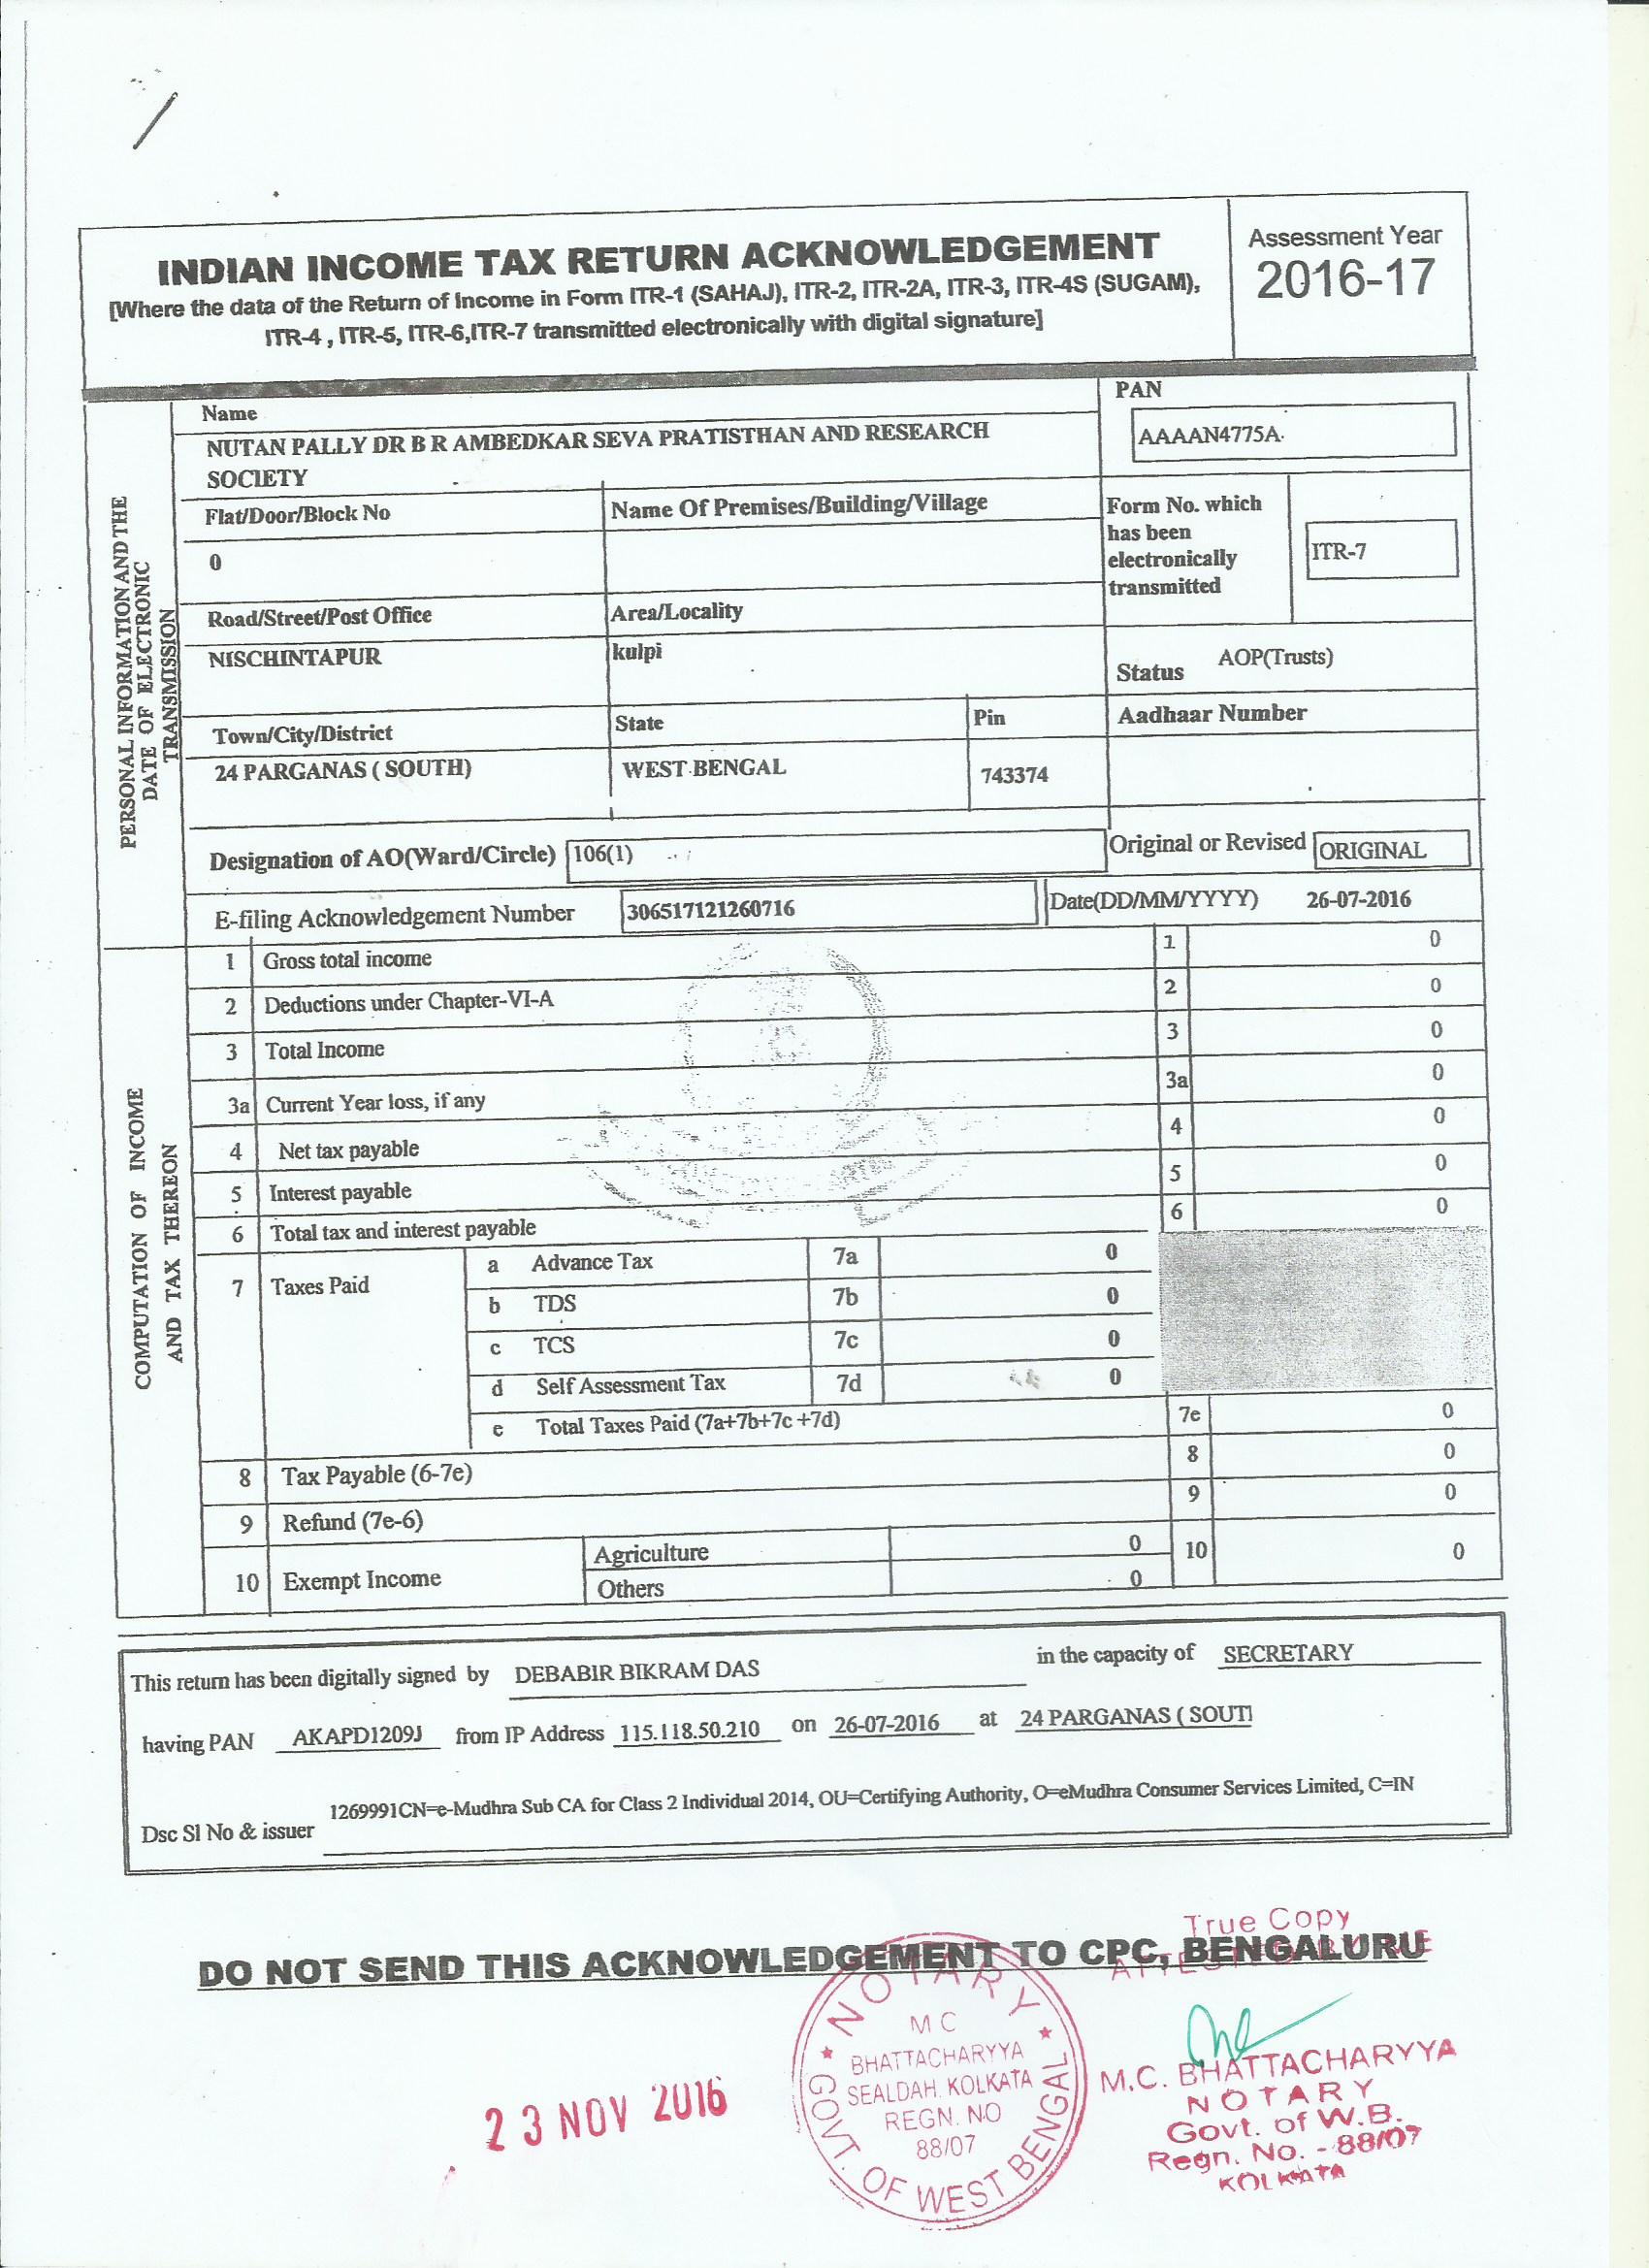 INDIAN INCOME TAX RETURN ACKNOWLEDGEMENT
[Where the data of the Return of Income in Form ITR-1 (SAHAJ), ITR-2, ITR-2A, ITR-3, ITR-4S (SUGAM),
ITR-4 , ITR-5, ITR-6,ITR-7 transmitted electronically with digital signature]
Assessment Year
2016-17
PERSONAL INFORMATION AND THE
DATE OF ELECTRONIC
TRANSMISSION
Name
NUTAN PALLY DR B R AMBEDKAR SEVA PRATISTHAN AND RESEARCH
SOCIETY
PAN
AAAAN4775A
Flat/Door/Block No
0
Name Of Premises/Building/Village
Form No. which
has been
electronically
transmitted
ITR-7
Road/Street/Post Office
NISCHINTAPUR
Area/Locality
kulpi
Status AOP(Trusts)
Town/City/District
24 PARGANAS ( SOUTH)
State
WEST BENGAL
Pin
743374
Aadhaar Number
Designation of AO(Ward/Circle) 106(1)
Original or Revised ORIGINAL
E-filing Acknowledgement Number 306517121260716
Date(DD/MM/YYYY) 26-07-2016
COMPUTATION OF INCOME
AND TAX THEREON
1 Gross total income 1 0
2 Deductions under Chapter-VI-A 2 0
3 Total Income 3 0
3a Current Year loss, if any 3a 0
4 Net tax payable 4 0
5 Interest payable 5 0
6 Total tax and interest payable 6 0
7 Taxes Paid
a Advance Tax 7a 0
b TDS 7b 0
c TCS 7c 0
d Self Assessment Tax 7d 0
e Total Taxes Paid (7a+7b+7c +7d) 7e 0
8 Tax Payable (6-7e) 8 0
9 Refund (7e-6) 9 0
10 Exempt Income
Agriculture 0
Others 0
10 0
This return has been digitally signed by DEBABIR BIKRAM DAS in the capacity of SECRETARY
having PAN AKAPD1209J from IP Address 115.118.50.210 on 26-07-2016 at 24 PARGANAS ( SOUT
Dsc Sl No & issuer 1269991CN=e-Mudhra Sub CA for Class 2 Individual 2014, OU=Certifying Authority, O=eMudhra Consumer Services Limited, C=IN
DO NOT SEND THIS ACKNOWLEDGEMENT TO CPC, BENGALURU
True Copy
23 NOV 2016
NOTARY
M C
BHATTACHARYYA
SEALDAH. KOLKATA
REGN. NO
88/07
GOVT. OF WEST BENGAL
M.C. BHATTACHARYYA
NOTARY
Govt. of W.B.
Regn. No. - 88/07
KOLKATA